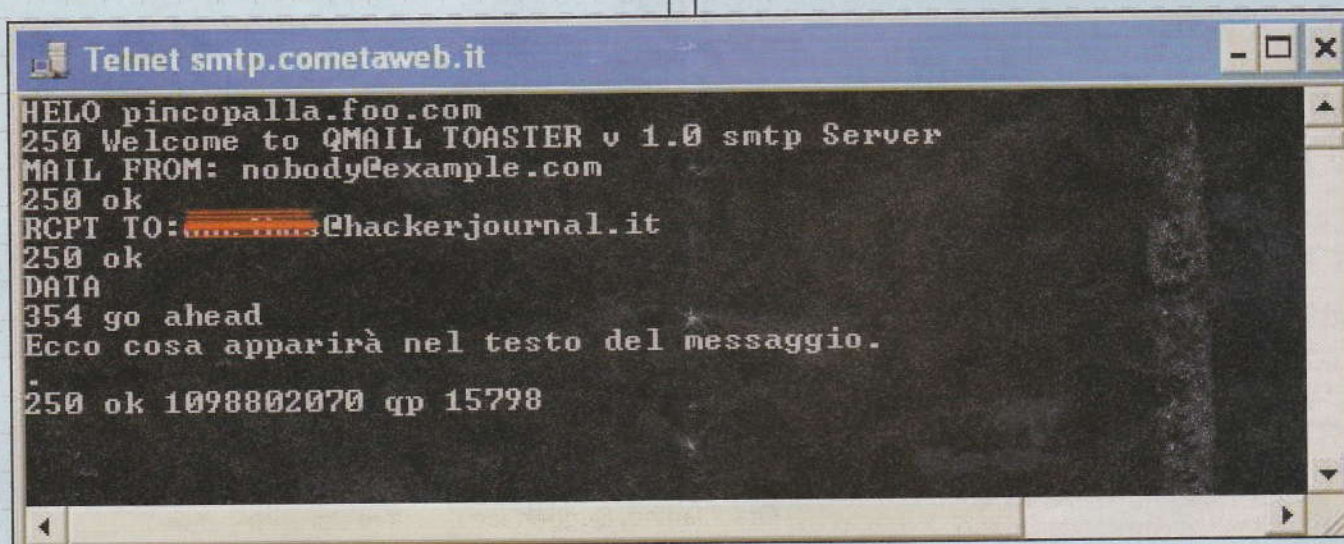 Telnet smtp.cometaweb.it
HELO pincopalla.foo.com
250 Welcome to QMAIL TOASTER v 1.0 smtp Server
MAIL FROM: nobody@example.com
250 ok
RCPT TO: @hackerjournal.it
250 ok
DATA
354 go ahead
Ecco cosa apparirà nel testo del messaggio.
.
250 ok 1098802070 qp 15798